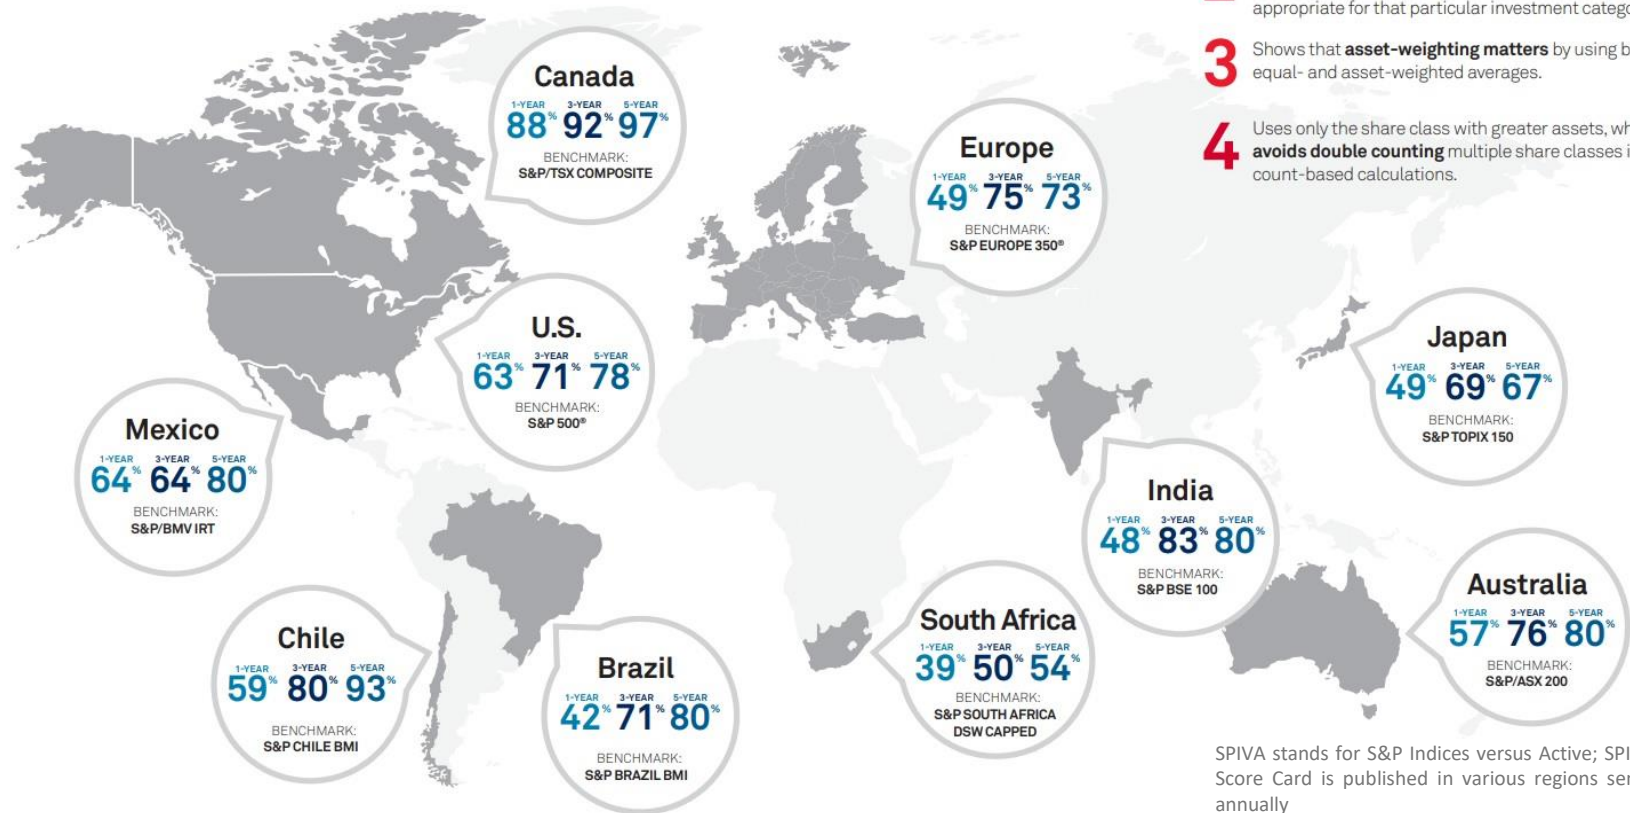 appropriate for that particular investment
3 Shows that asset-weighting matters by using
equal- and asset-weighted averages.
4 Uses only the share class with greater assets,
avoids double counting multiple share classes
count-based calculations.
Canada
1-YEAR 3-YEAR 5-YEAR
88% 92% 97%
BENCHMARK:
S&P/TSX COMPOSITE
Europe
1-YEAR 3-YEAR 5-YEAR
49% 75% 73%
BENCHMARK:
S&P EUROPE 350®
U.S.
1-YEAR 3-YEAR 5-YEAR
63% 71% 78%
BENCHMARK:
S&P 500®
Japan
1-YEAR 3-YEAR 5-YEAR
49% 69% 67%
BENCHMARK:
S&P TOPIX 150
Mexico
1-YEAR 3-YEAR 5-YEAR
64% 64% 80%
BENCHMARK:
S&P/BMV IRT
India
1-YEAR 3-YEAR 5-YEAR
48% 83% 80%
BENCHMARK:
S&P BSE 100
Australia
1-YEAR 3-YEAR 5-YEAR
57% 76% 80%
BENCHMARK:
S&P/ASX 200
Chile
1-YEAR 3-YEAR 5-YEAR
59% 80% 93%
BENCHMARK:
S&P CHILE BMI
Brazil
1-YEAR 3-YEAR 5-YEAR
42% 71% 80%
BENCHMARK:
S&P BRAZIL BMI
South Africa
1-YEAR 3-YEAR 5-YEAR
39% 50% 54%
BENCHMARK:
S&P SOUTH AFRICA
DSW CAPPED
SPIVA stands for S&P Indices versus Active;
Score Card is published in various regions
annually